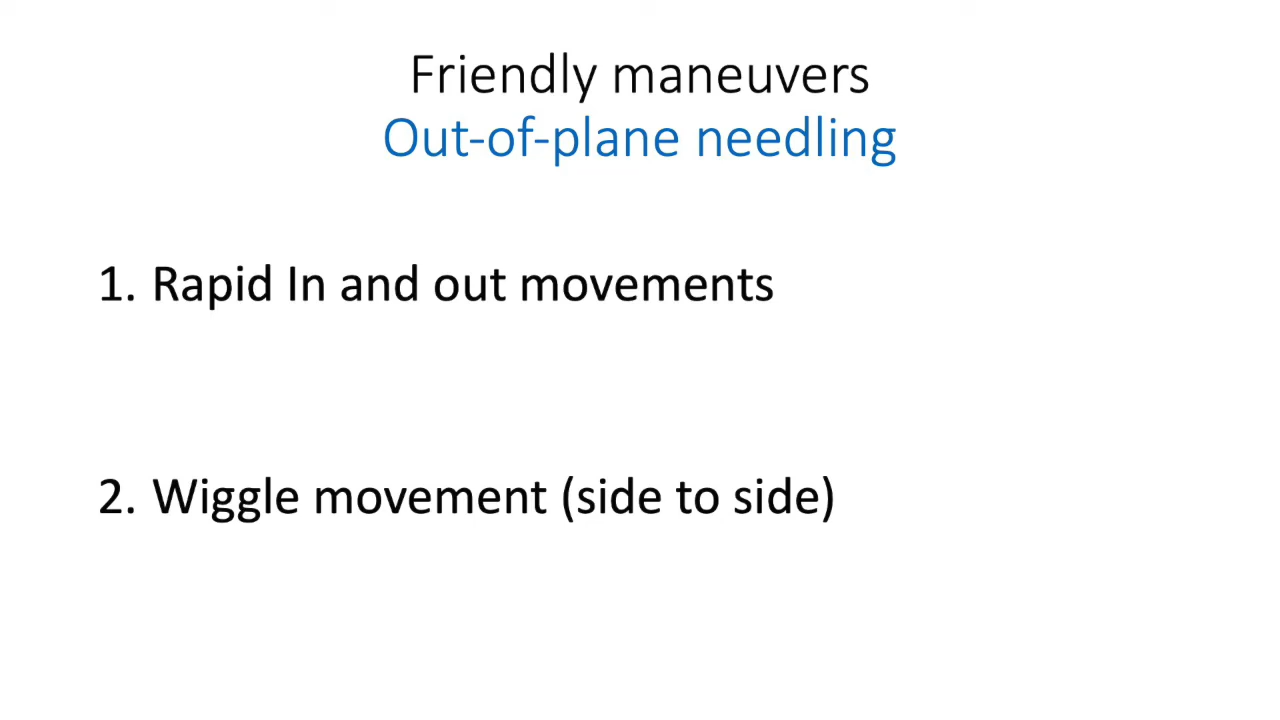 Friendly maneuvers
Out-of-plane needling
1. Rapid In and out movements
2. Wiggle movement (side to side)